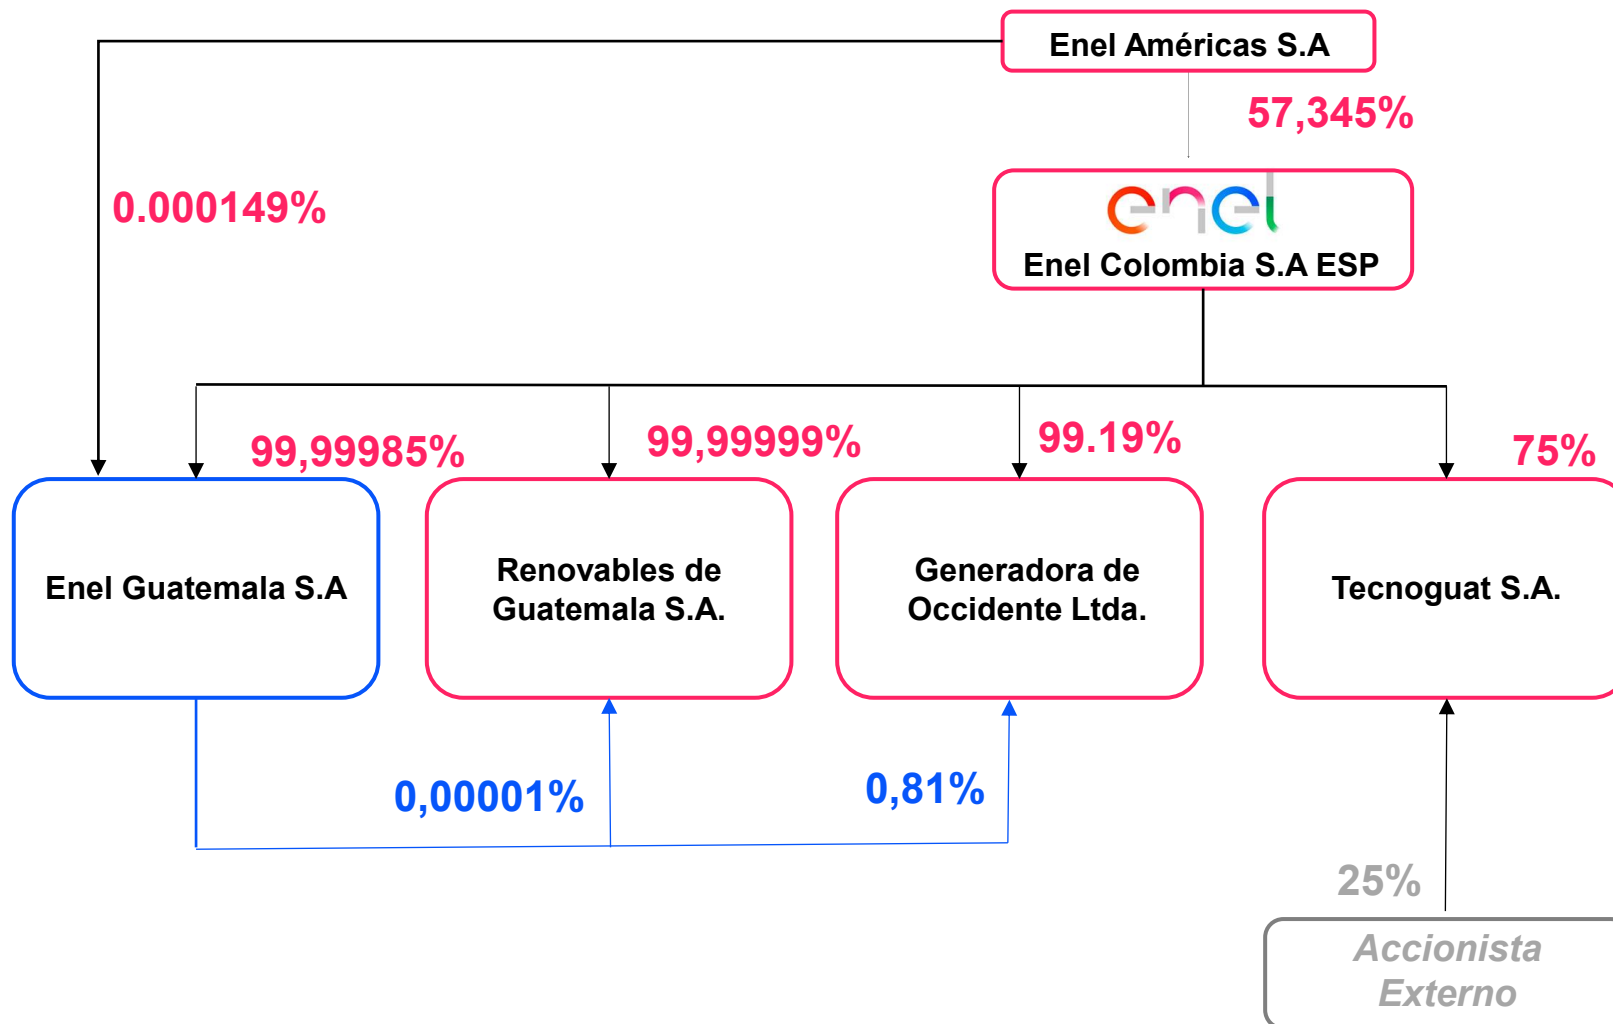 Enel Américas S.A
57,345%
0.000149%
enel
Enel Colombia S.A ESP
99,99985%
99,99999%
99.19%
75%
Enel Guatemala S.A
Renovables de
Guatemala S.A.
Generadora de
Occidente Ltda.
Tecnoguat S.A.
0,00001%
0,81%
25%
Accionista
Externo